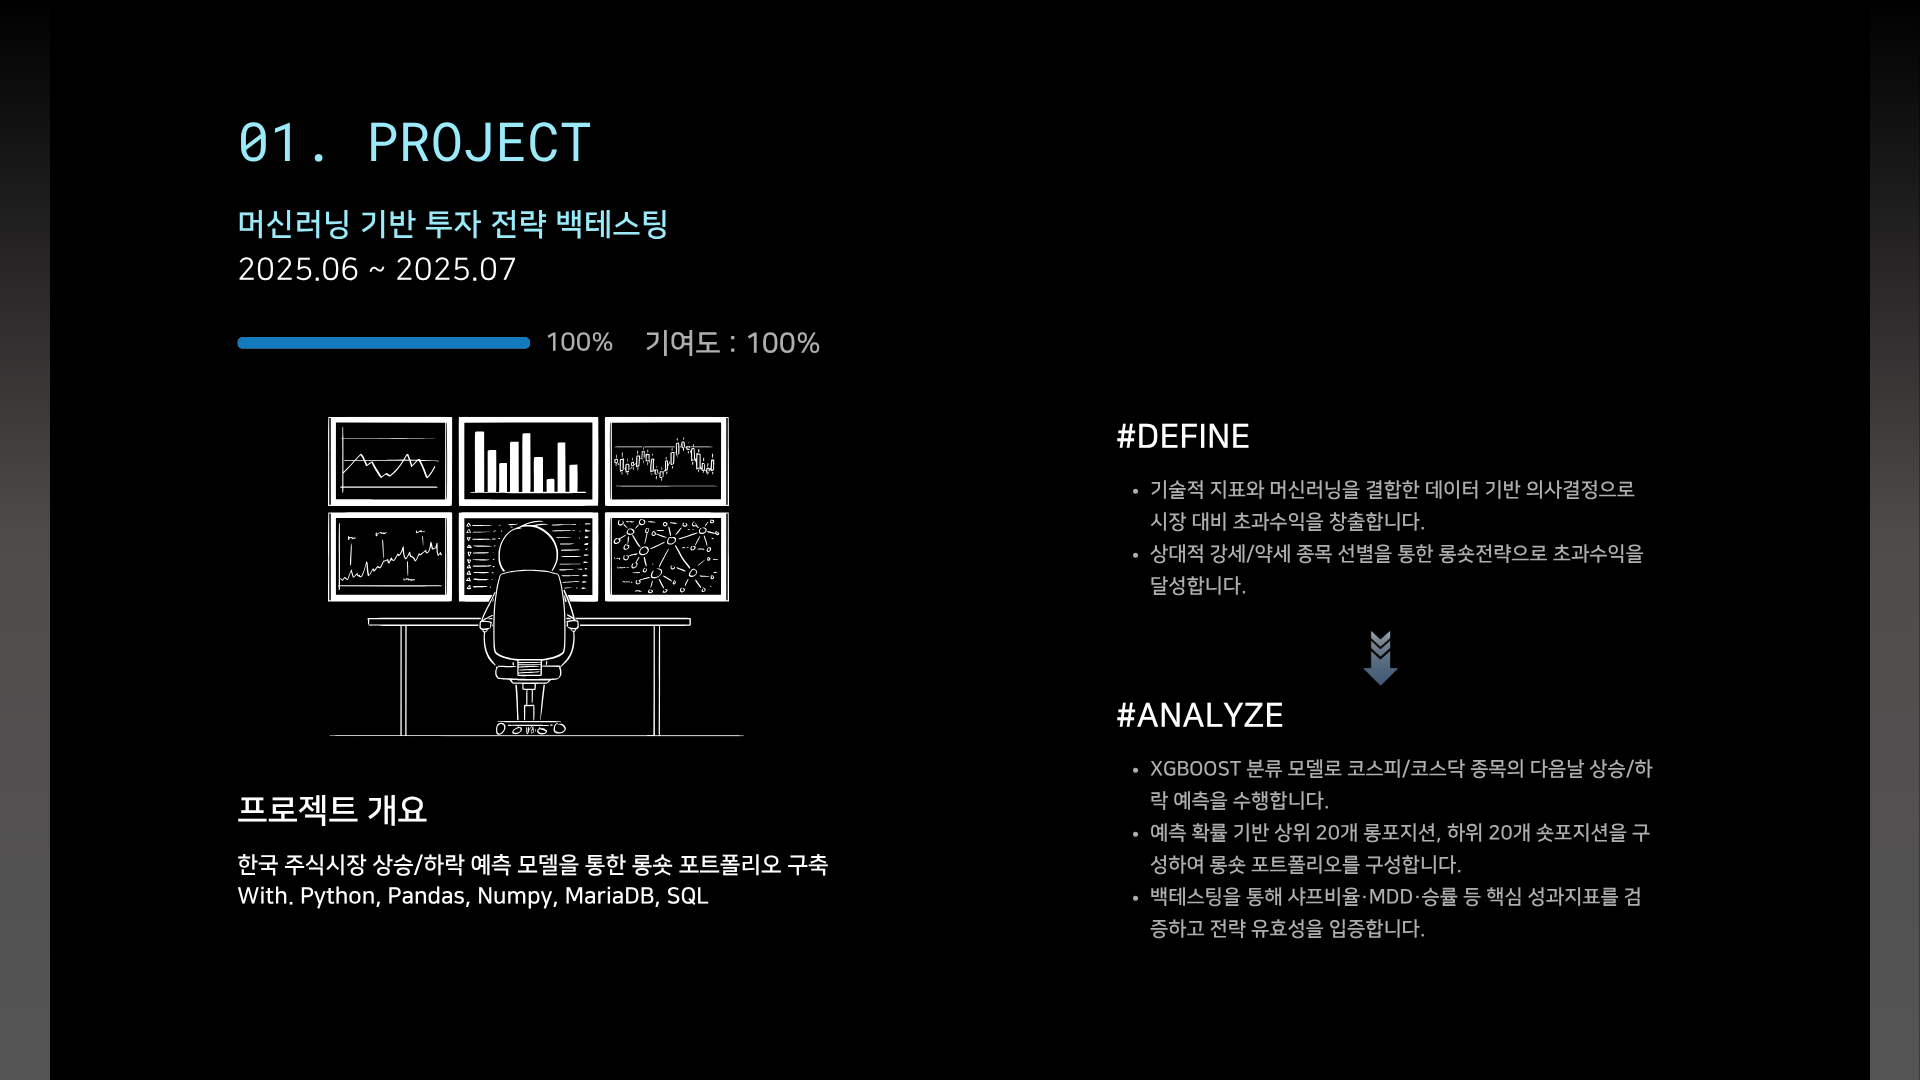 01. PROJECT
머신러닝 기반 투자 전략 백테스팅
2025.06 ~ 2025.07
100% 기여도 : 100%
프로젝트 개요
한국 주식시장 상승/하락 예측 모델을 통한 롱숏 포트폴리오 구축
With. Python, Pandas, Numpy, MariaDB, SQL
#DEFINE
• 기술적 지표와 머신러닝을 결합한 데이터 기반 의사결정으로
시장 대비 초과수익을 창출합니다.
• 상대적 강세/약세 종목 선별을 통한 롱숏전략으로 초과수익을
달성합니다.
#ANALYZE
• XGBOOST 분류 모델로 코스피/코스닥 종목의 다음날 상승/하
락 예측을 수행합니다.
• 예측 확률 기반 상위 20개 롱포지션, 하위 20개 숏포지션을 구
성하여 롱숏 포트폴리오를 구성합니다.
• 백테스팅을 통해 샤프비율·MDD·승률 등 핵심 성과지표를 검
증하고 전략 유효성을 입증합니다.